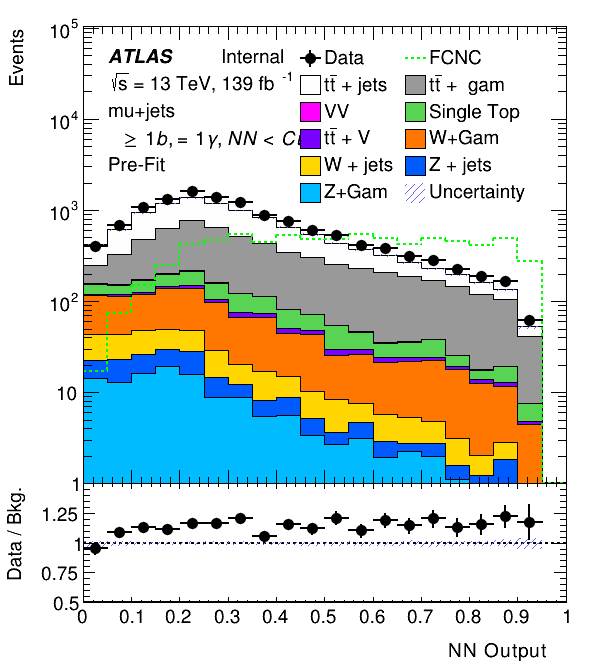 Events
10^5
10^4
10^3
10^2
10
1
ATLAS Internal
√s = 13 TeV, 139 fb^-1
mu+jets
≥ 1b, = 1γ, NN < 
Pre-Fit
Data FCNC
tt̄ + jets tt̄ + gam
VV Single Top
tt̄ + V W+Gam
W + jets Z + jets
Z+Gam Uncertainty
Data / Bkg.
1.25
1
0.75
0.5
0 0.1 0.2 0.3 0.4 0.5 0.6 0.7 0.8 0.9 1
NN Output